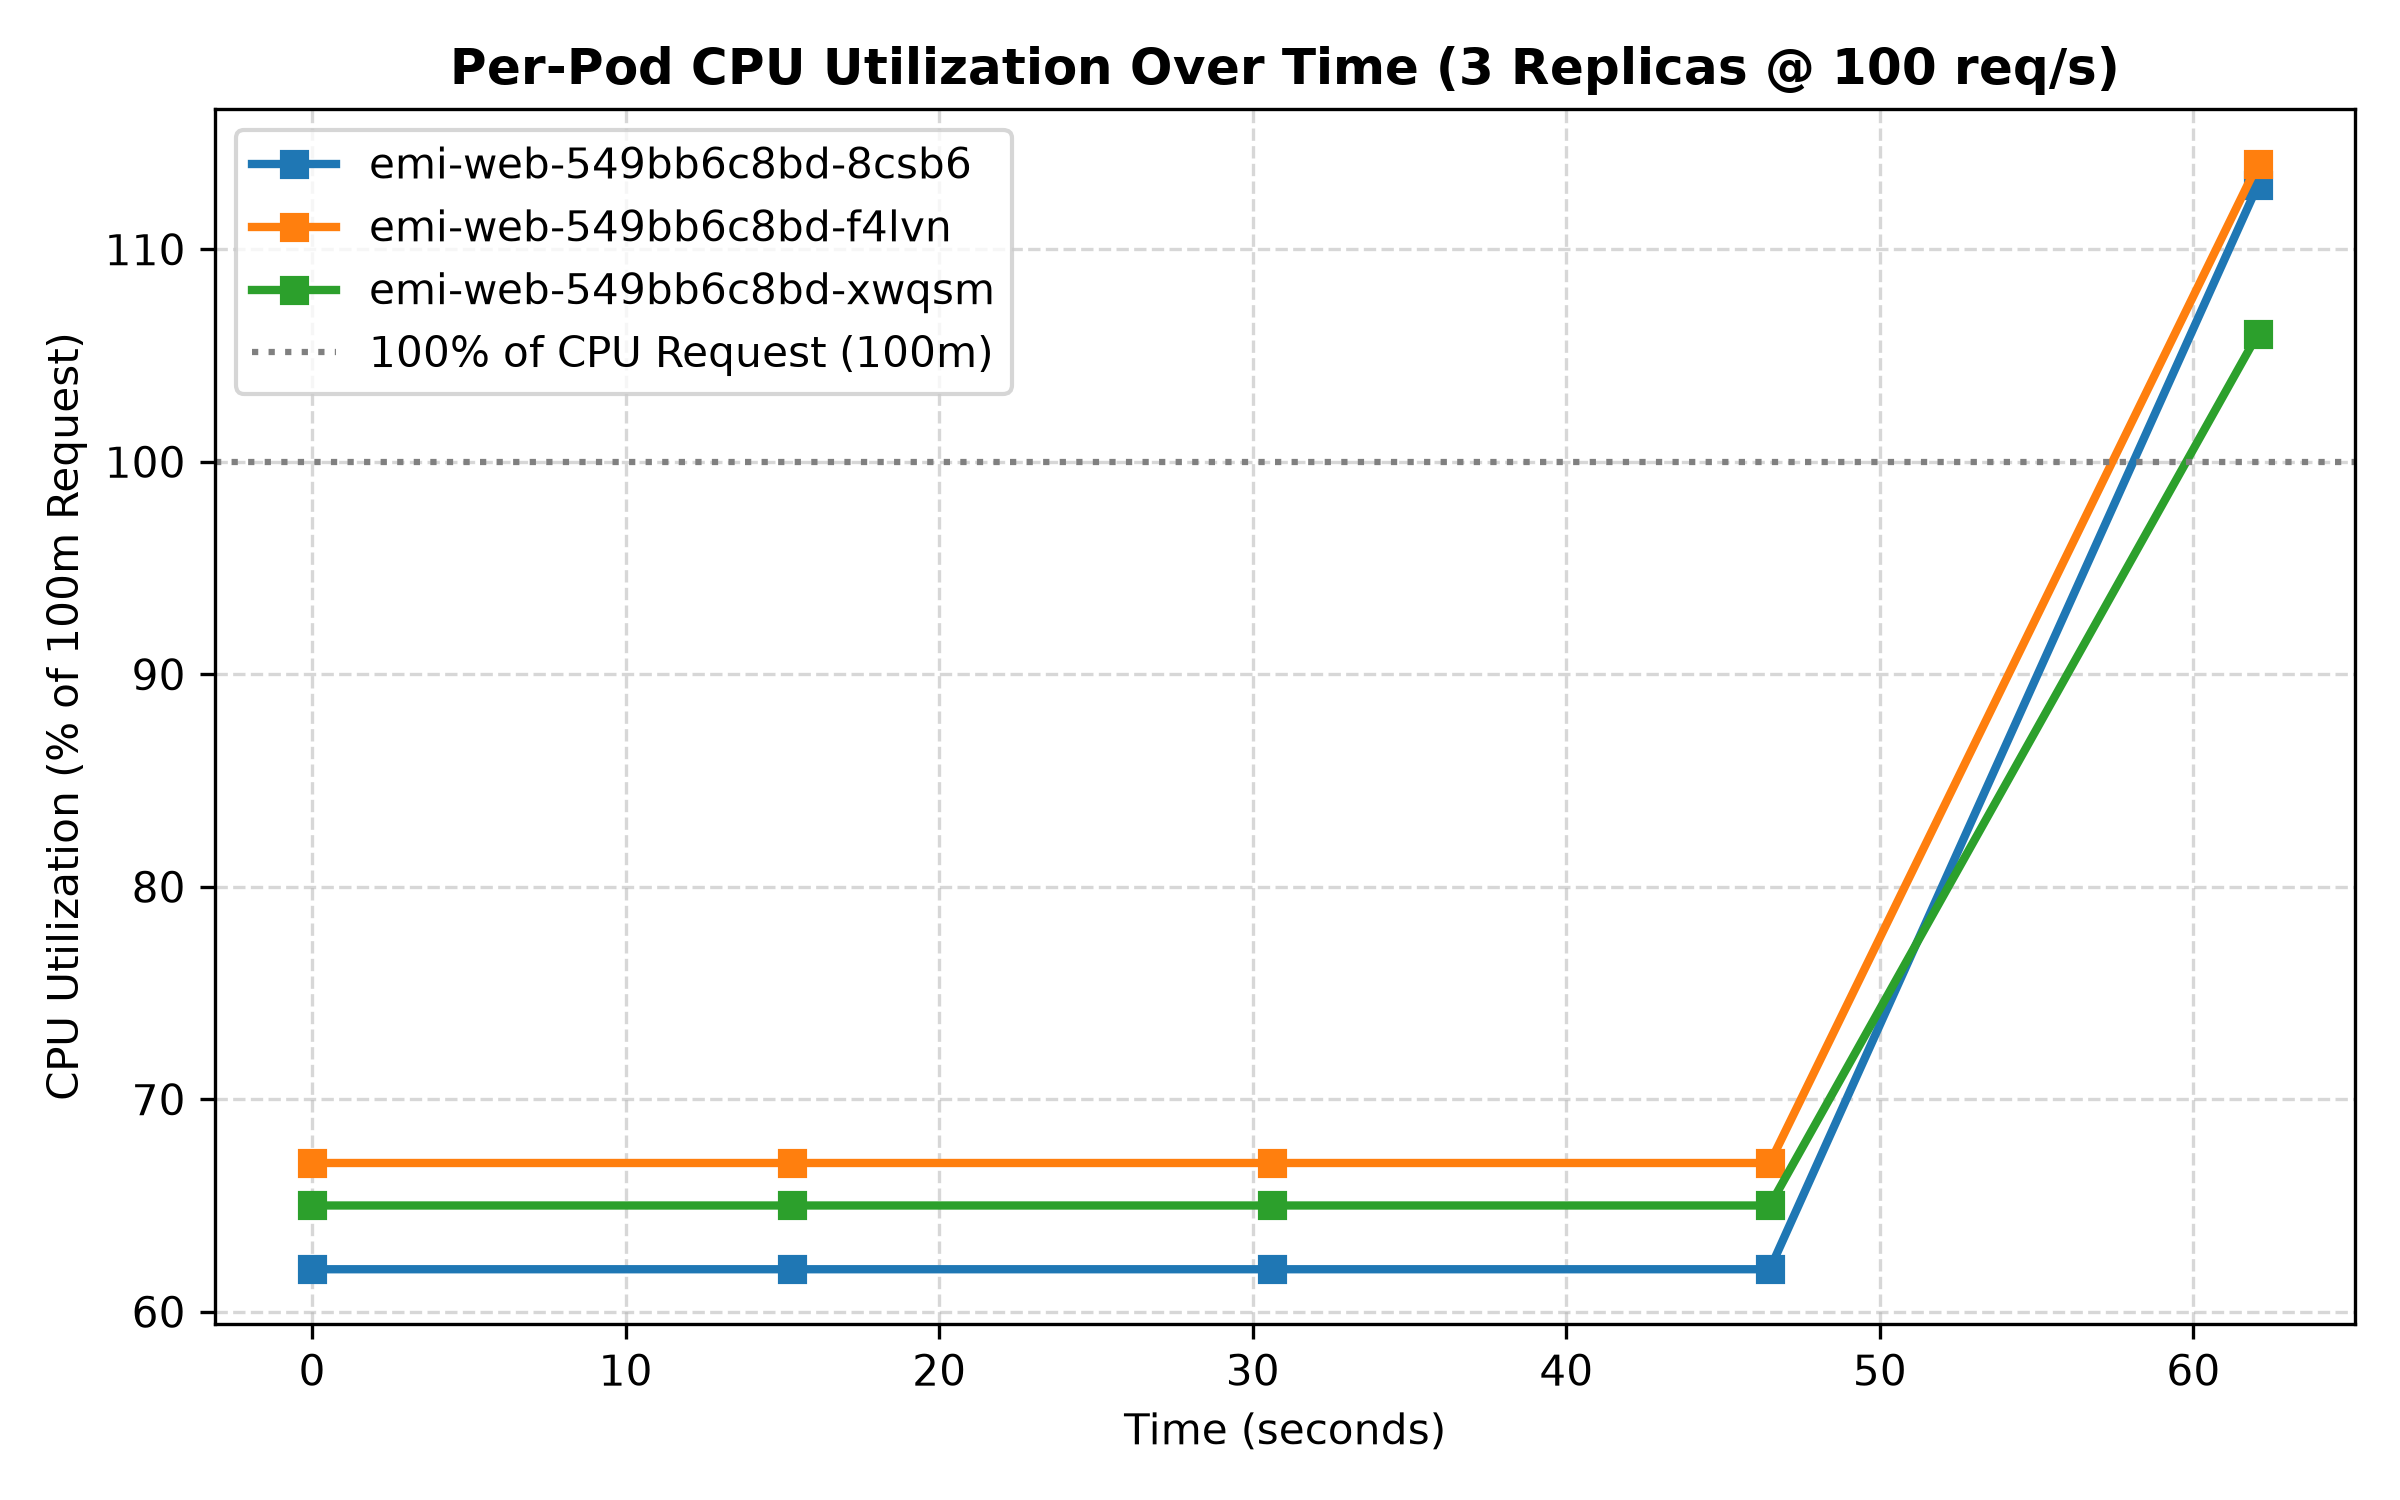 Per-Pod CPU Utilization Over Time (3 Replicas @ 100 req/s)
emi-web-549bb6c8bd-8csb6
emi-web-549bb6c8bd-f4lvn
emi-web-549bb6c8bd-xwqsm
100% of CPU Request (100m)
CPU Utilization (% of 100m Request)
110
100
90
80
70
60
0 10 20 30 40 50 60
Time (seconds)